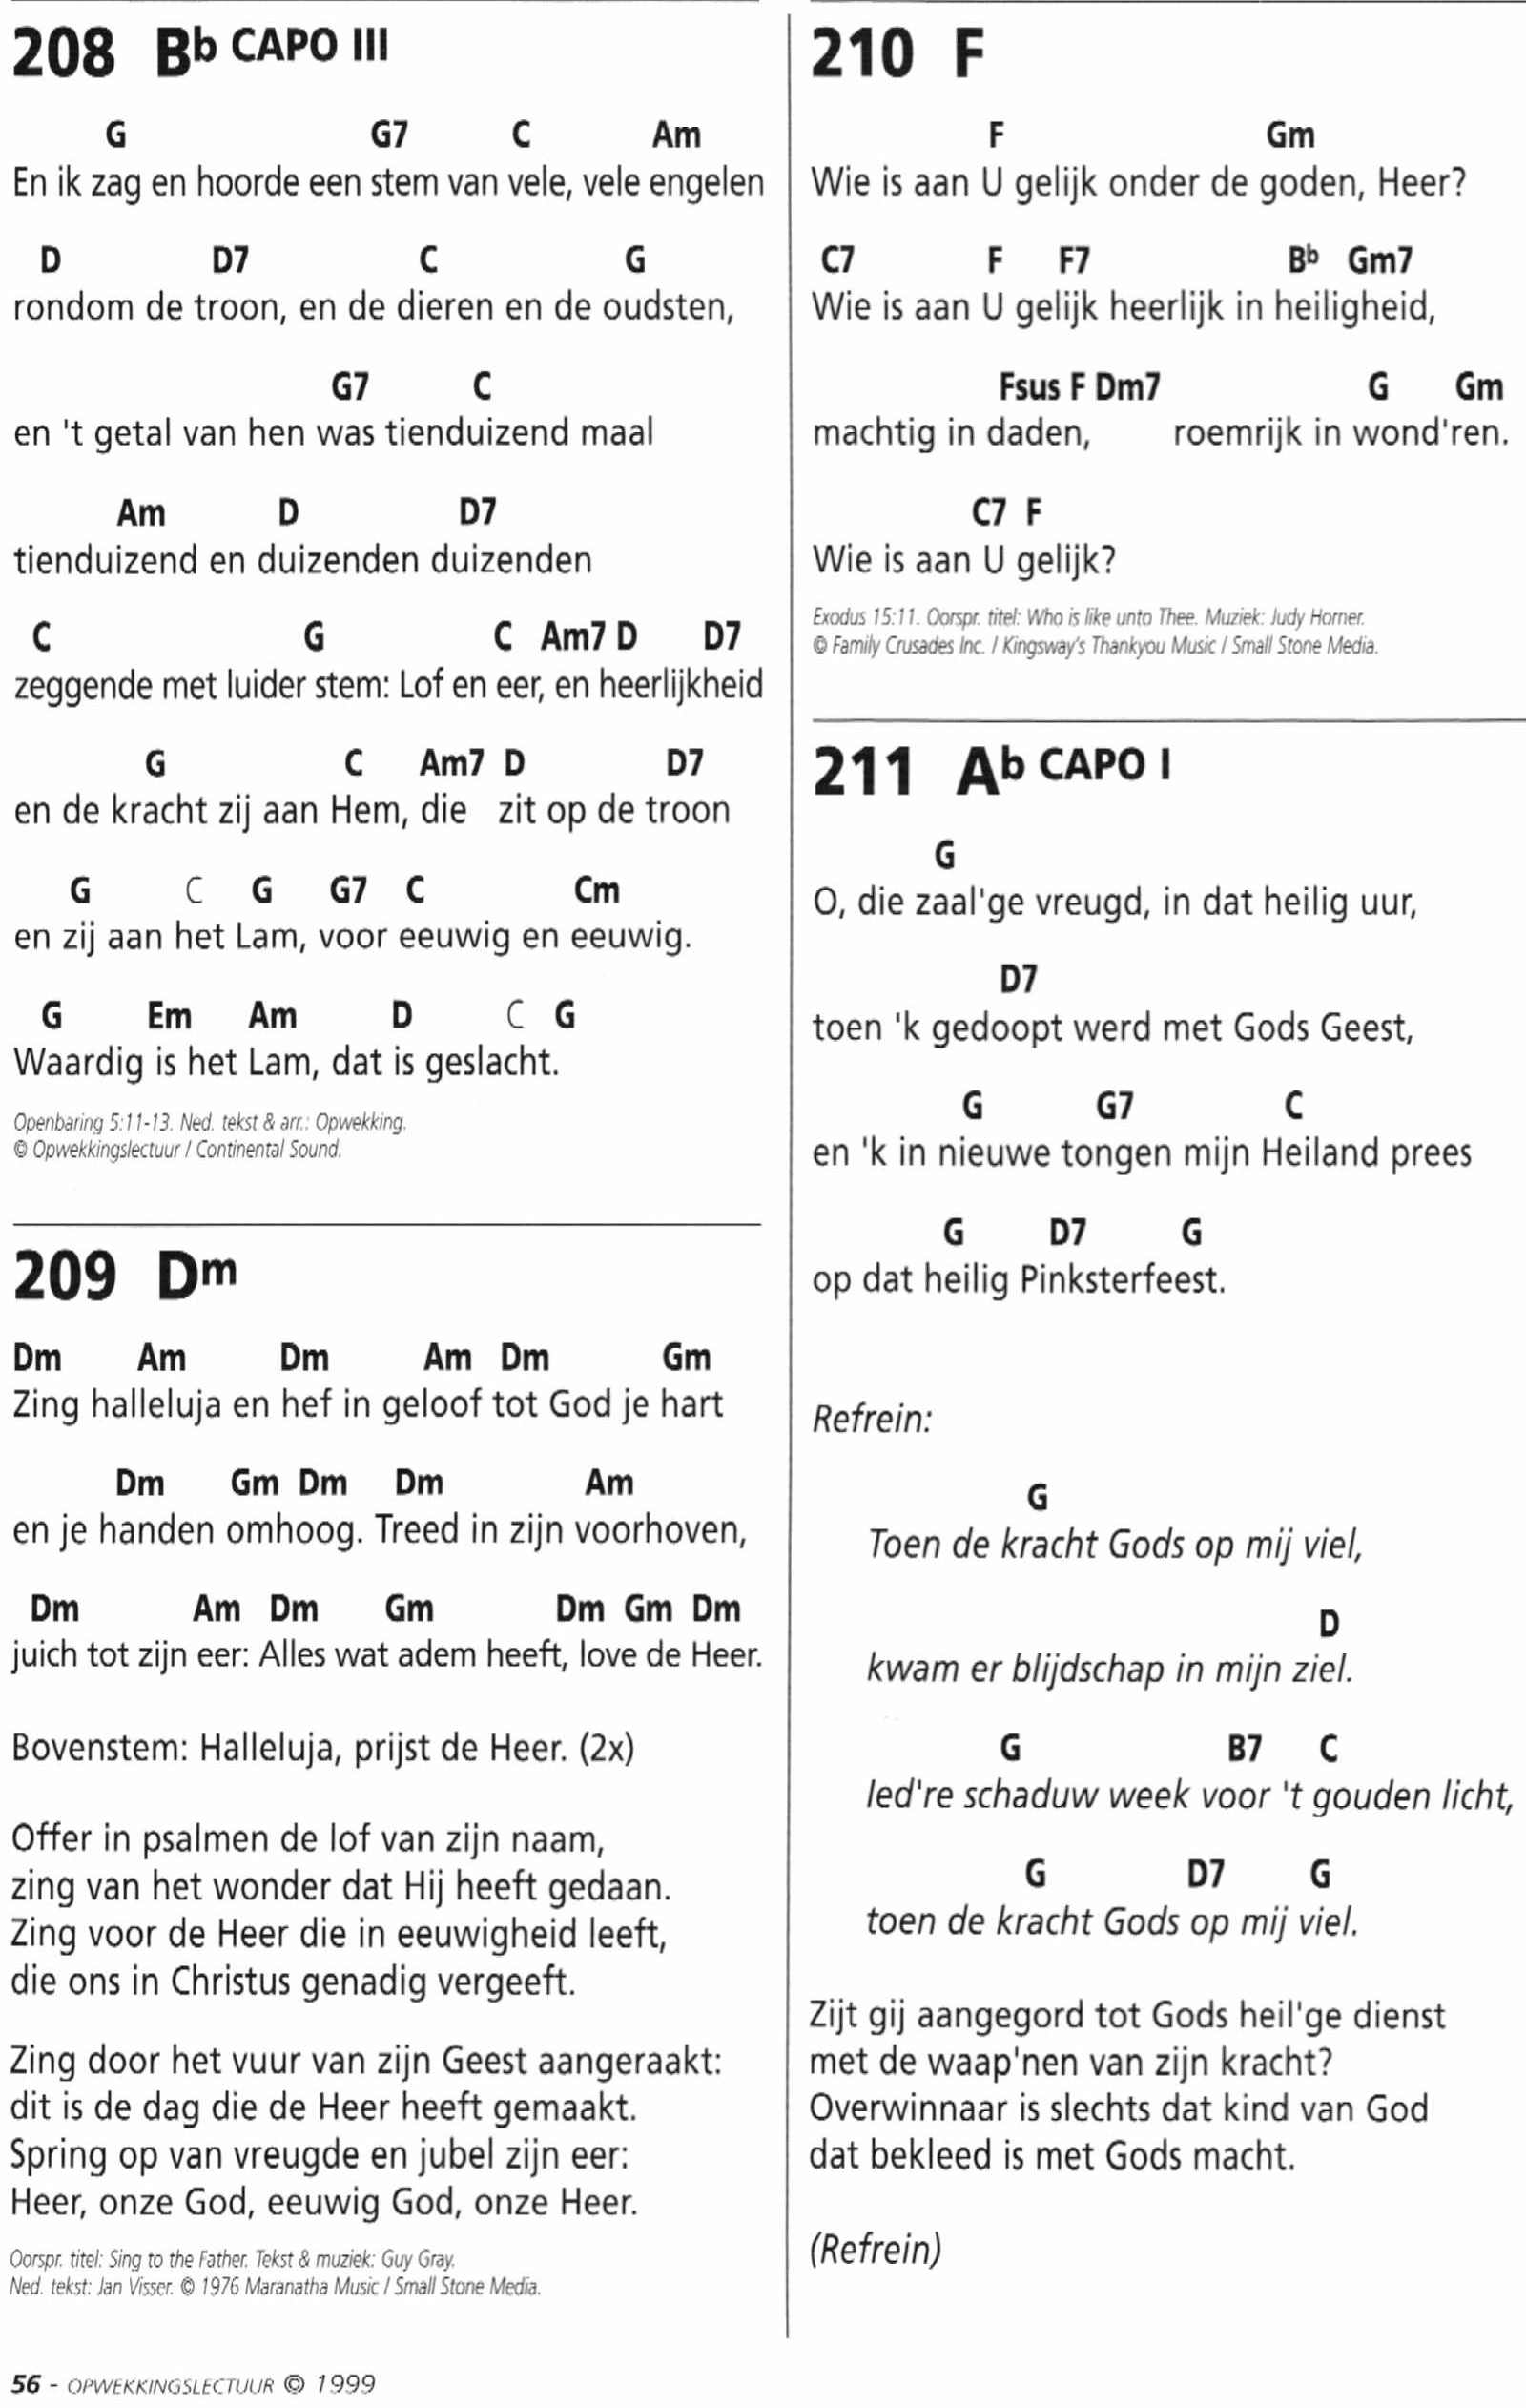 208 Bb CAPO III
G G7 C Am
En ik zag en hoorde een stem van vele, vele engelen
D D7 C G
rondom de troon, en de dieren en de oudsten,
G7 C
en 't getal van hen was tienduizend maal
Am D D7
tienduizend en duizenden duizenden
C G C Am7 D D7
zeggende met luider stem: Lof en eer, en heerlijkheid
G C Am7 D D7
en de kracht zij aan Hem, die zit op de troon
G C G G7 C Cm
en zij aan het Lam, voor eeuwig en eeuwig.
G Em Am D C G
Waardig is het Lam, dat is geslacht.
Openbaring 5:11-13. Ned. tekst & arr.: Opwekking.
© Opwekkingslectuur / Continental Sound.
209 Dm
Dm Am Dm Am Dm Gm
Zing halleluja en hef in geloof tot God je hart
Dm Gm Dm Dm Am
en je handen omhoog. Treed in zijn voorhoven,
Dm Am Dm Gm Dm Gm Dm
juich tot zijn eer: Alles wat adem heeft, love de Heer.
Bovenstem: Halleluja, prijst de Heer. (2x)
Offer in psalmen de lof van zijn naam,
zing van het wonder dat Hij heeft gedaan.
Zing voor de Heer die in eeuwigheid leeft,
die ons in Christus genadig vergeeft.
Zing door het vuur van zijn Geest aangeraakt:
dit is de dag die de Heer heeft gemaakt.
Spring op van vreugde en jubel zijn eer:
Heer, onze God, eeuwig God, onze Heer.
Oorspr. titel: Sing to the Father. Tekst & muziek: Guy Gray.
Ned. tekst: Jan Visser. © 1976 Maranatha Music / Small Stone Media.
210 F
F Gm
Wie is aan U gelijk onder de goden, Heer?
C7 F F7 Bb Gm7
Wie is aan U gelijk heerlijk in heiligheid,
Fsus F Dm7 G Gm
machtig in daden, roemrijk in wond'ren.
C7 F
Wie is aan U gelijk?
Exodus 15:11. Oorspr. titel: Who is like unto Thee. Muziek: Judy Horner.
© Family Crusades Inc. / Kingsway's Thankyou Music / Small Stone Media.
211 Ab CAPO I
G
O, die zaal'ge vreugd, in dat heilig uur,
D7
toen 'k gedoopt werd met Gods Geest,
G G7 C
en 'k in nieuwe tongen mijn Heiland prees
G D7 G
op dat heilig Pinksterfeest.
Refrein:
G
Toen de kracht Gods op mij viel,
D
kwam er blijdschap in mijn ziel.
G B7 C
Ied're schaduw week voor 't gouden licht,
G D7 G
toen de kracht Gods op mij viel.
Zijt gij aangegord tot Gods heil'ge dienst
met de waap'nen van zijn kracht?
Overwinnaar is slechts dat kind van God
dat bekleed is met Gods macht.
(Refrein)
56 - OPWEKKINGSLECTUUR © 1999